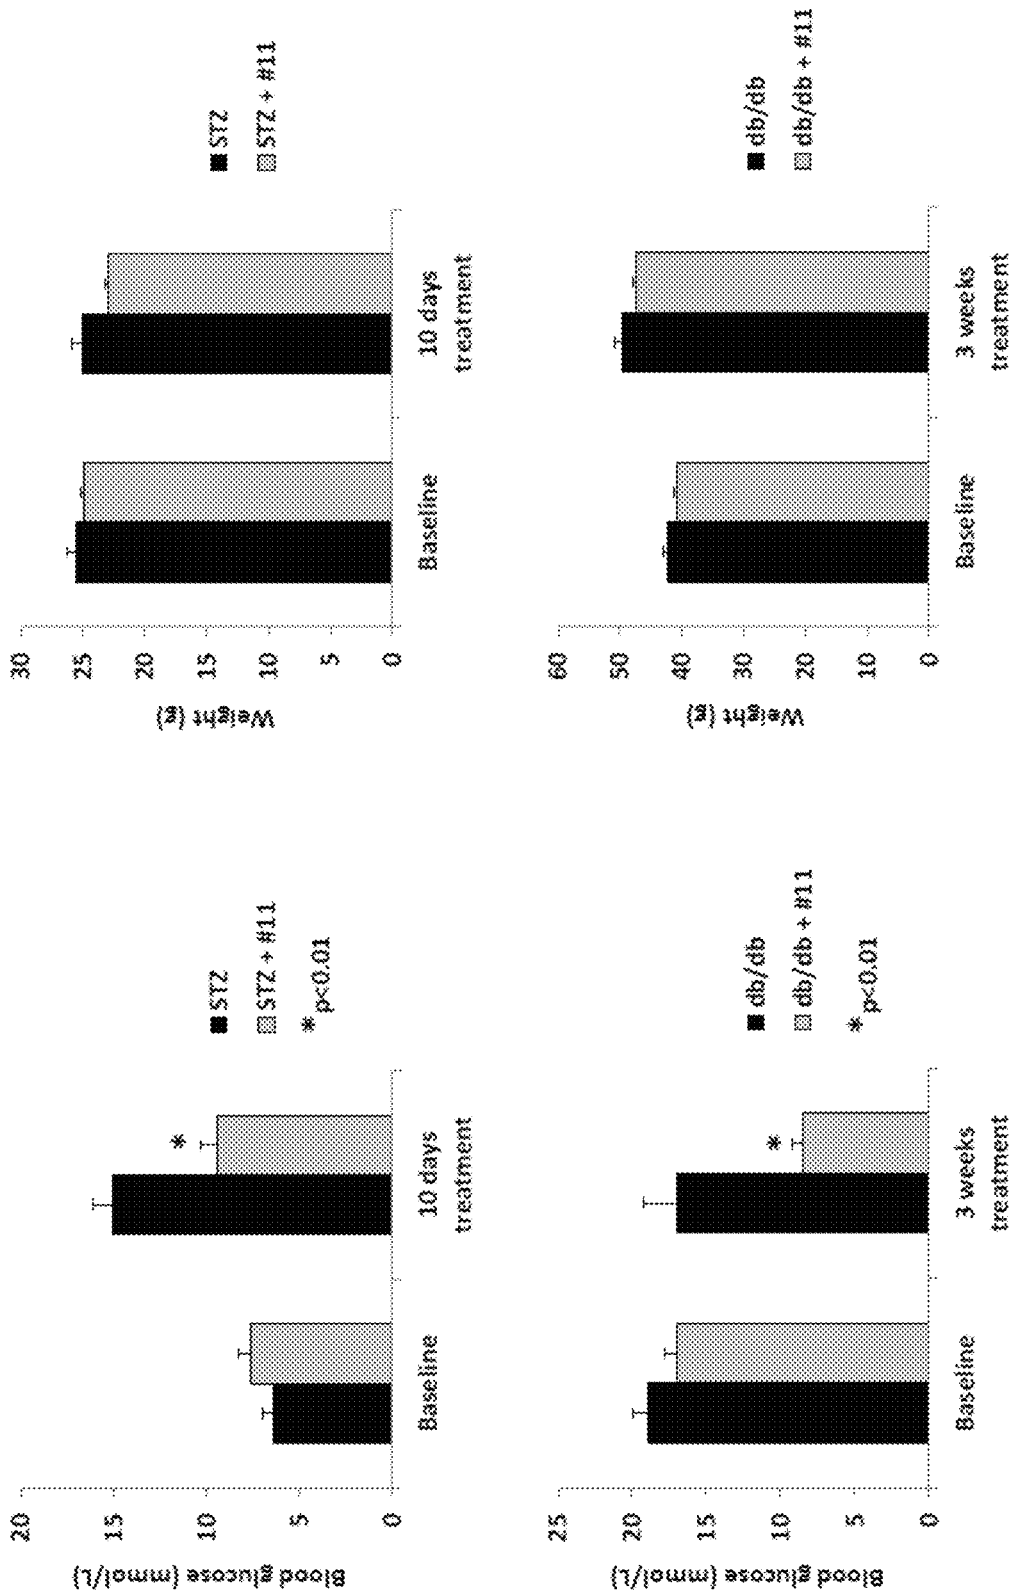 Blood glucose (mmol/L)
20
15
10
5
0
Baseline
10 days
treatment
STZ
STZ + #11
* p<0.01
Weight (g)
30
25
20
15
10
5
0
Baseline
10 days
treatment
STZ
STZ + #11
Blood glucose (mmol/L)
25
20
15
10
5
0
Baseline
3 weeks
treatment
*
db/db
db/db + #11
* p<0.01
Weight (g)
60
50
40
30
20
10
0
Baseline
3 weeks
treatment
db/db
db/db + #11